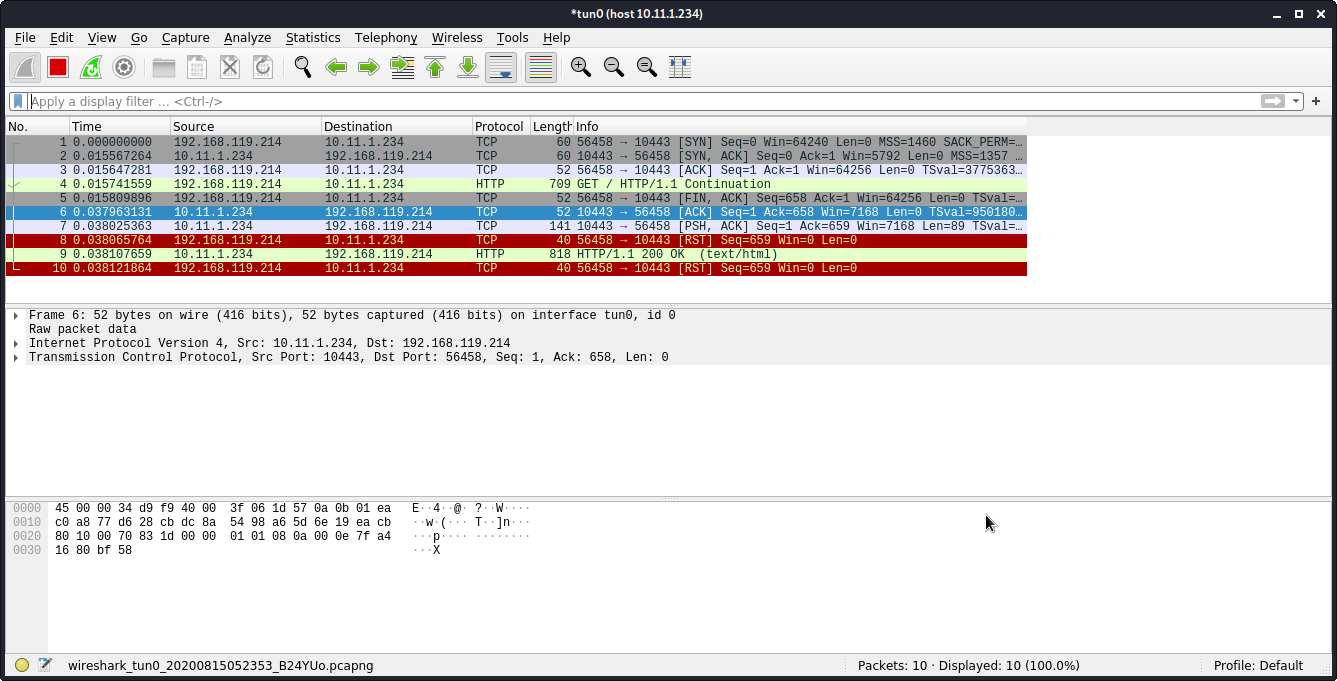 *tun0 (host 10.11.1.234)
File Edit View Go Capture Analyze Statistics Telephony Wireless Tools Help
Apply a display filter ... <Ctrl-/>
No. Time Source Destination Protocol Length Info
1 0.000000000 192.168.119.214 10.11.1.234 TCP 60 56458 → 10443 [SYN] Seq=0 Win=64240 Len=0 MSS=1460 SACK_PERM=…
2 0.015567264 10.11.1.234 192.168.119.214 TCP 60 10443 → 56458 [SYN, ACK] Seq=0 Ack=1 Win=5792 Len=0 MSS=1357 …
3 0.015647281 192.168.119.214 10.11.1.234 TCP 52 56458 → 10443 [ACK] Seq=1 Ack=1 Win=64256 Len=0 TSval=3775363…
4 0.015741559 192.168.119.214 10.11.1.234 HTTP 709 GET / HTTP/1.1 Continuation
5 0.015809896 192.168.119.214 10.11.1.234 TCP 52 56458 → 10443 [FIN, ACK] Seq=658 Ack=1 Win=64256 Len=0 TSval=…
6 0.037963131 10.11.1.234 192.168.119.214 TCP 52 10443 → 56458 [ACK] Seq=1 Ack=658 Win=7168 Len=0 TSval=950180…
7 0.038025363 10.11.1.234 192.168.119.214 TCP 141 10443 → 56458 [PSH, ACK] Seq=1 Ack=659 Win=7168 Len=89 TSval=…
8 0.038065764 192.168.119.214 10.11.1.234 TCP 40 56458 → 10443 [RST] Seq=659 Win=0 Len=0
9 0.038107659 10.11.1.234 192.168.119.214 HTTP 818 HTTP/1.1 200 OK  (text/html)
10 0.038121864 192.168.119.214 10.11.1.234 TCP 40 56458 → 10443 [RST] Seq=659 Win=0 Len=0
Frame 6: 52 bytes on wire (416 bits), 52 bytes captured (416 bits) on interface tun0, id 0
Raw packet data
Internet Protocol Version 4, Src: 10.11.1.234, Dst: 192.168.119.214
Transmission Control Protocol, Src Port: 10443, Dst Port: 56458, Seq: 1, Ack: 658, Len: 0
0000 45 00 00 34 d9 f9 40 00 3f 06 1d 57 0a 0b 01 ea E··4··@· ?··W····
0010 c0 a8 77 d6 28 cb dc 8a 54 98 a6 5d 6e 19 ea cb ··w·(··· T··]n···
0020 80 10 00 70 83 1d 00 00 01 01 08 0a 00 0e 7f a4 ···p···· ········
0030 16 80 bf 58 ···X
wireshark_tun0_20200815052353_B24YUo.pcapng Packets: 10 · Displayed: 10 (100.0%) Profile: Default